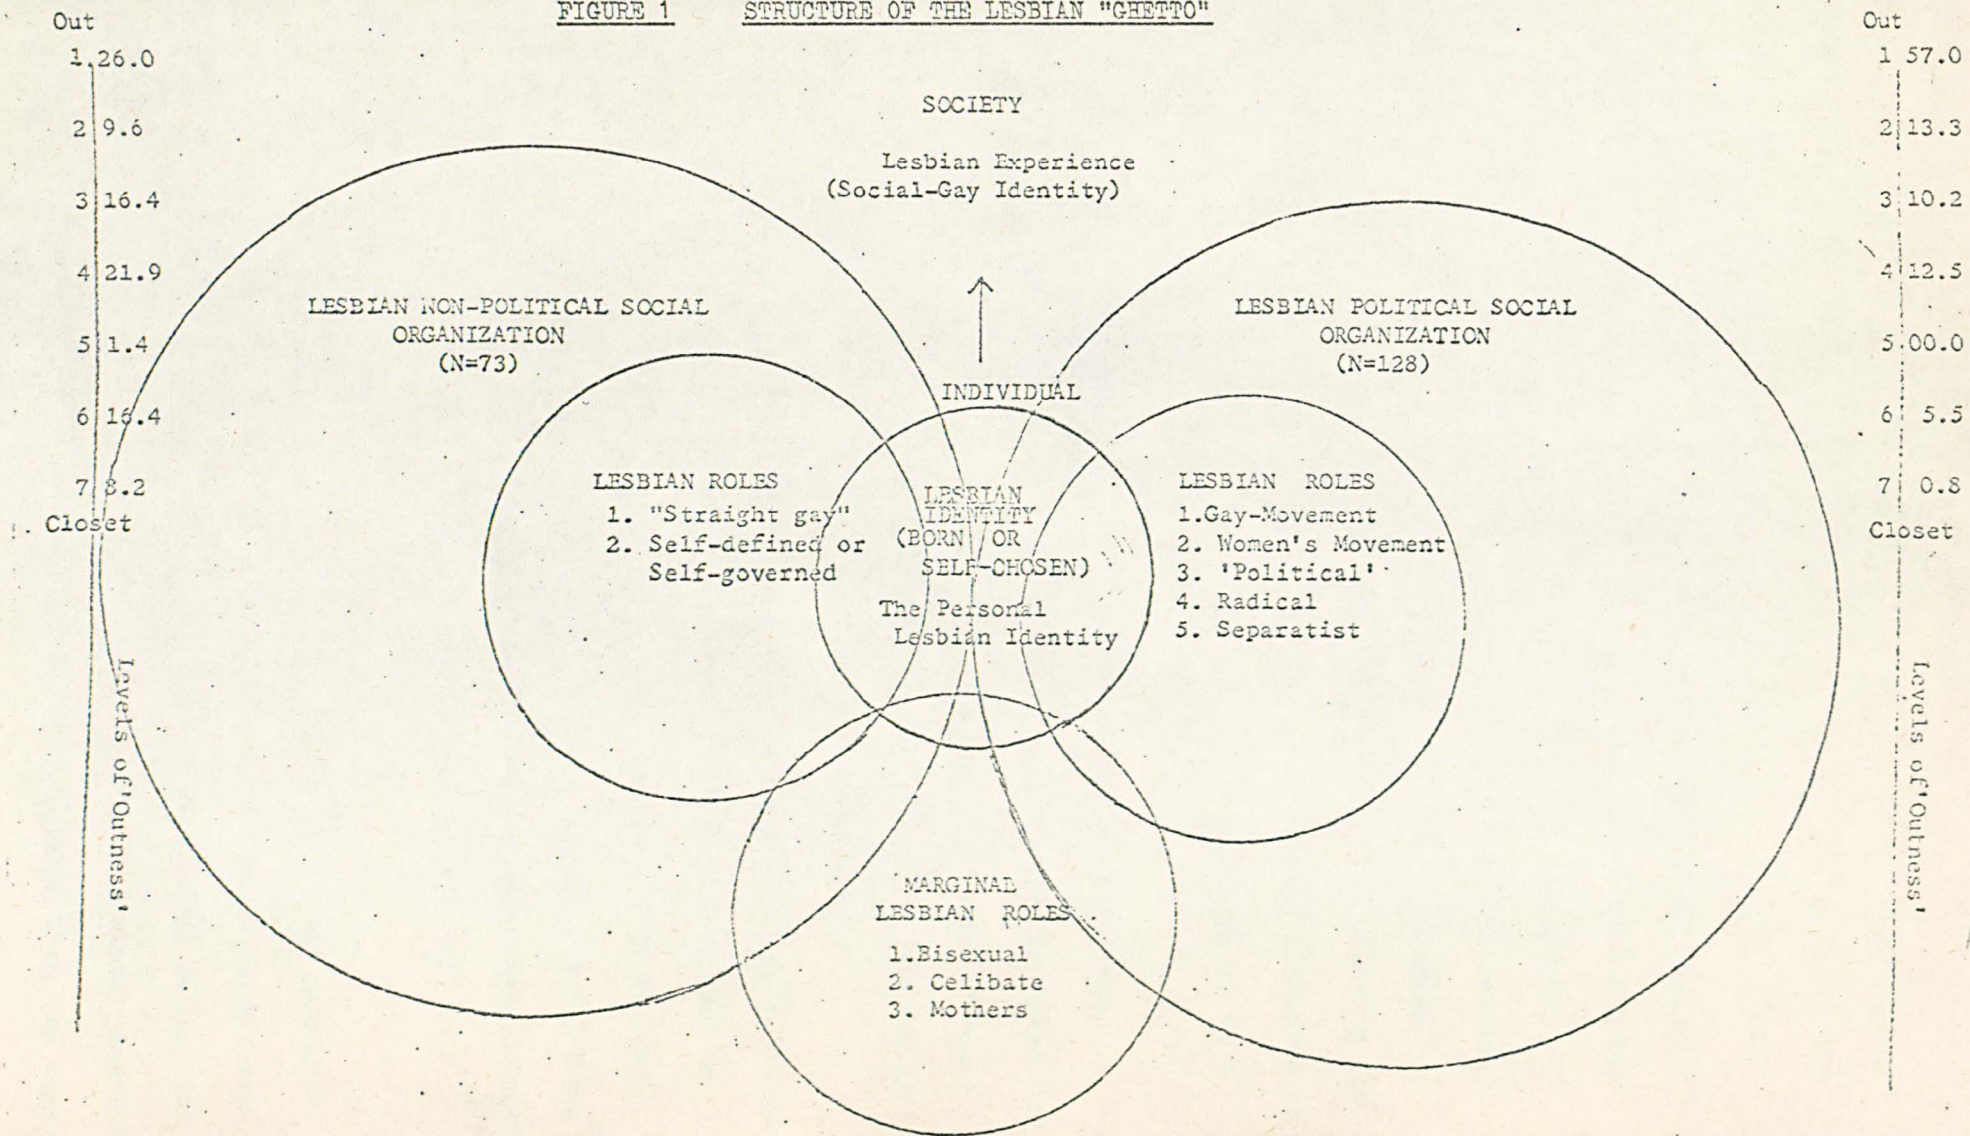 FIGURE 1 STRUCTURE OF THE LESBIAN "GHETTO"
Out
1 26.0
2 9.6
3 16.4
4 21.9
5 1.4
6 16.4
7 8.2
Closet
Levels of 'Outness'
SOCIETY
Lesbian Experience
(Social-Gay Identity)
LESBIAN NON-POLITICAL SOCIAL
ORGANIZATION
(N=73)
LESBIAN ROLES
1. "Straight gay"
2. Self-defined or
Self-governed
INDIVIDUAL
LESBIAN
IDENTITY
(BORN OR
SELF-CHOSEN)
The Personal
Lesbian Identity
LESBIAN POLITICAL SOCIAL
ORGANIZATION
(N=128)
LESBIAN ROLES
1.Gay-Movement
2. Women's Movement
3. 'Political'
4. Radical
5. Separatist
MARGINAL
LESBIAN ROLES
1.Bisexual
2. Celibate
3. Mothers
Out
1 57.0
2 13.3
3 10.2
4 12.5
5 00.0
6 5.5
7 0.8
Closet
Levels of 'Outness'